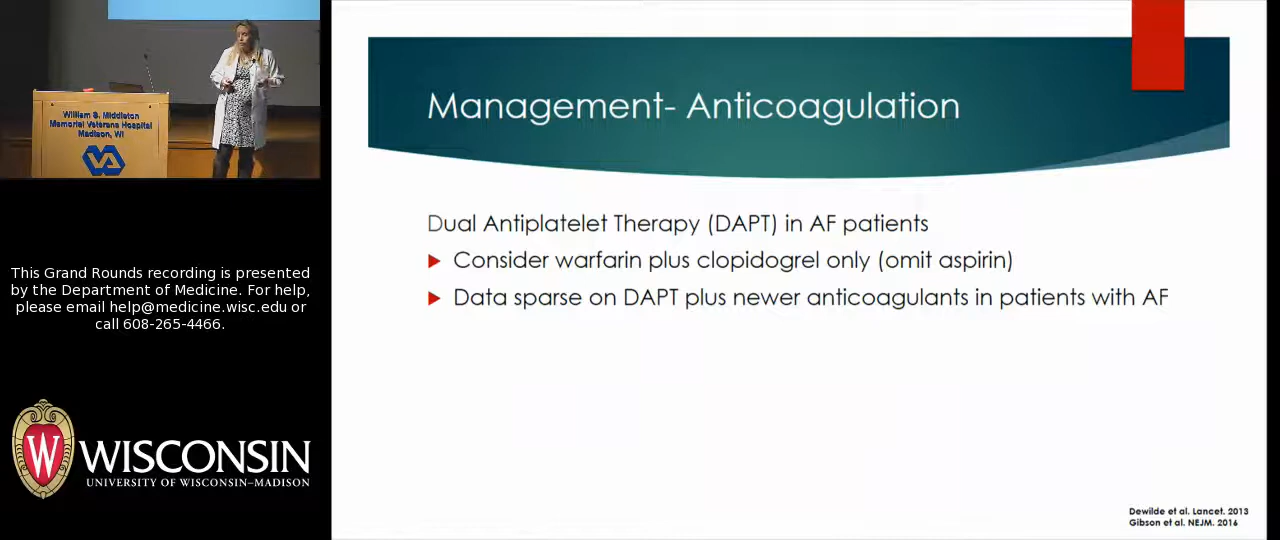 William S. Middleton
Memorial Veterans Hospital
Madison, WI
VA
This Grand Rounds recording is presented
by the Department of Medicine. For help,
please email help@medicine.wisc.edu or
call 608-265-4466.
W
WISCONSIN
UNIVERSITY OF WISCONSIN–MADISON
Management- Anticoagulation
Dual Antiplatelet Therapy (DAPT) in AF patients
Consider warfarin plus clopidogrel only (omit aspirin)
Data sparse on DAPT plus newer anticoagulants in patients with AF
Dewilde et al. Lancet. 2013
Gibson et al. NEJM. 2016